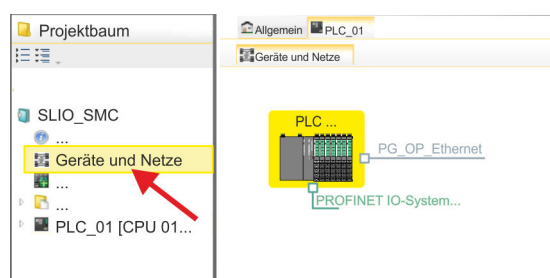 Projektbaum
SLIO_SMC
...
Geräte und Netze
...
...
PLC_01 [CPU 01...
Allgemein
PLC_01
Geräte und Netze
PLC ...
PG_OP_Ethernet
PROFINET IO-System...